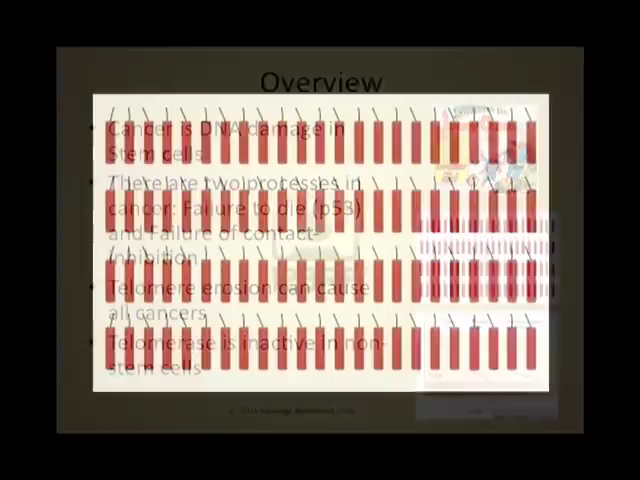 Overview
Cancer is DNA damage in
Stem cells
There are two processes in
cancer: Failure to die (p53)
and Failure of contact-
inhibition
Telomere erosion can cause
all cancers
Telomerase is inactive in non-
stem cells